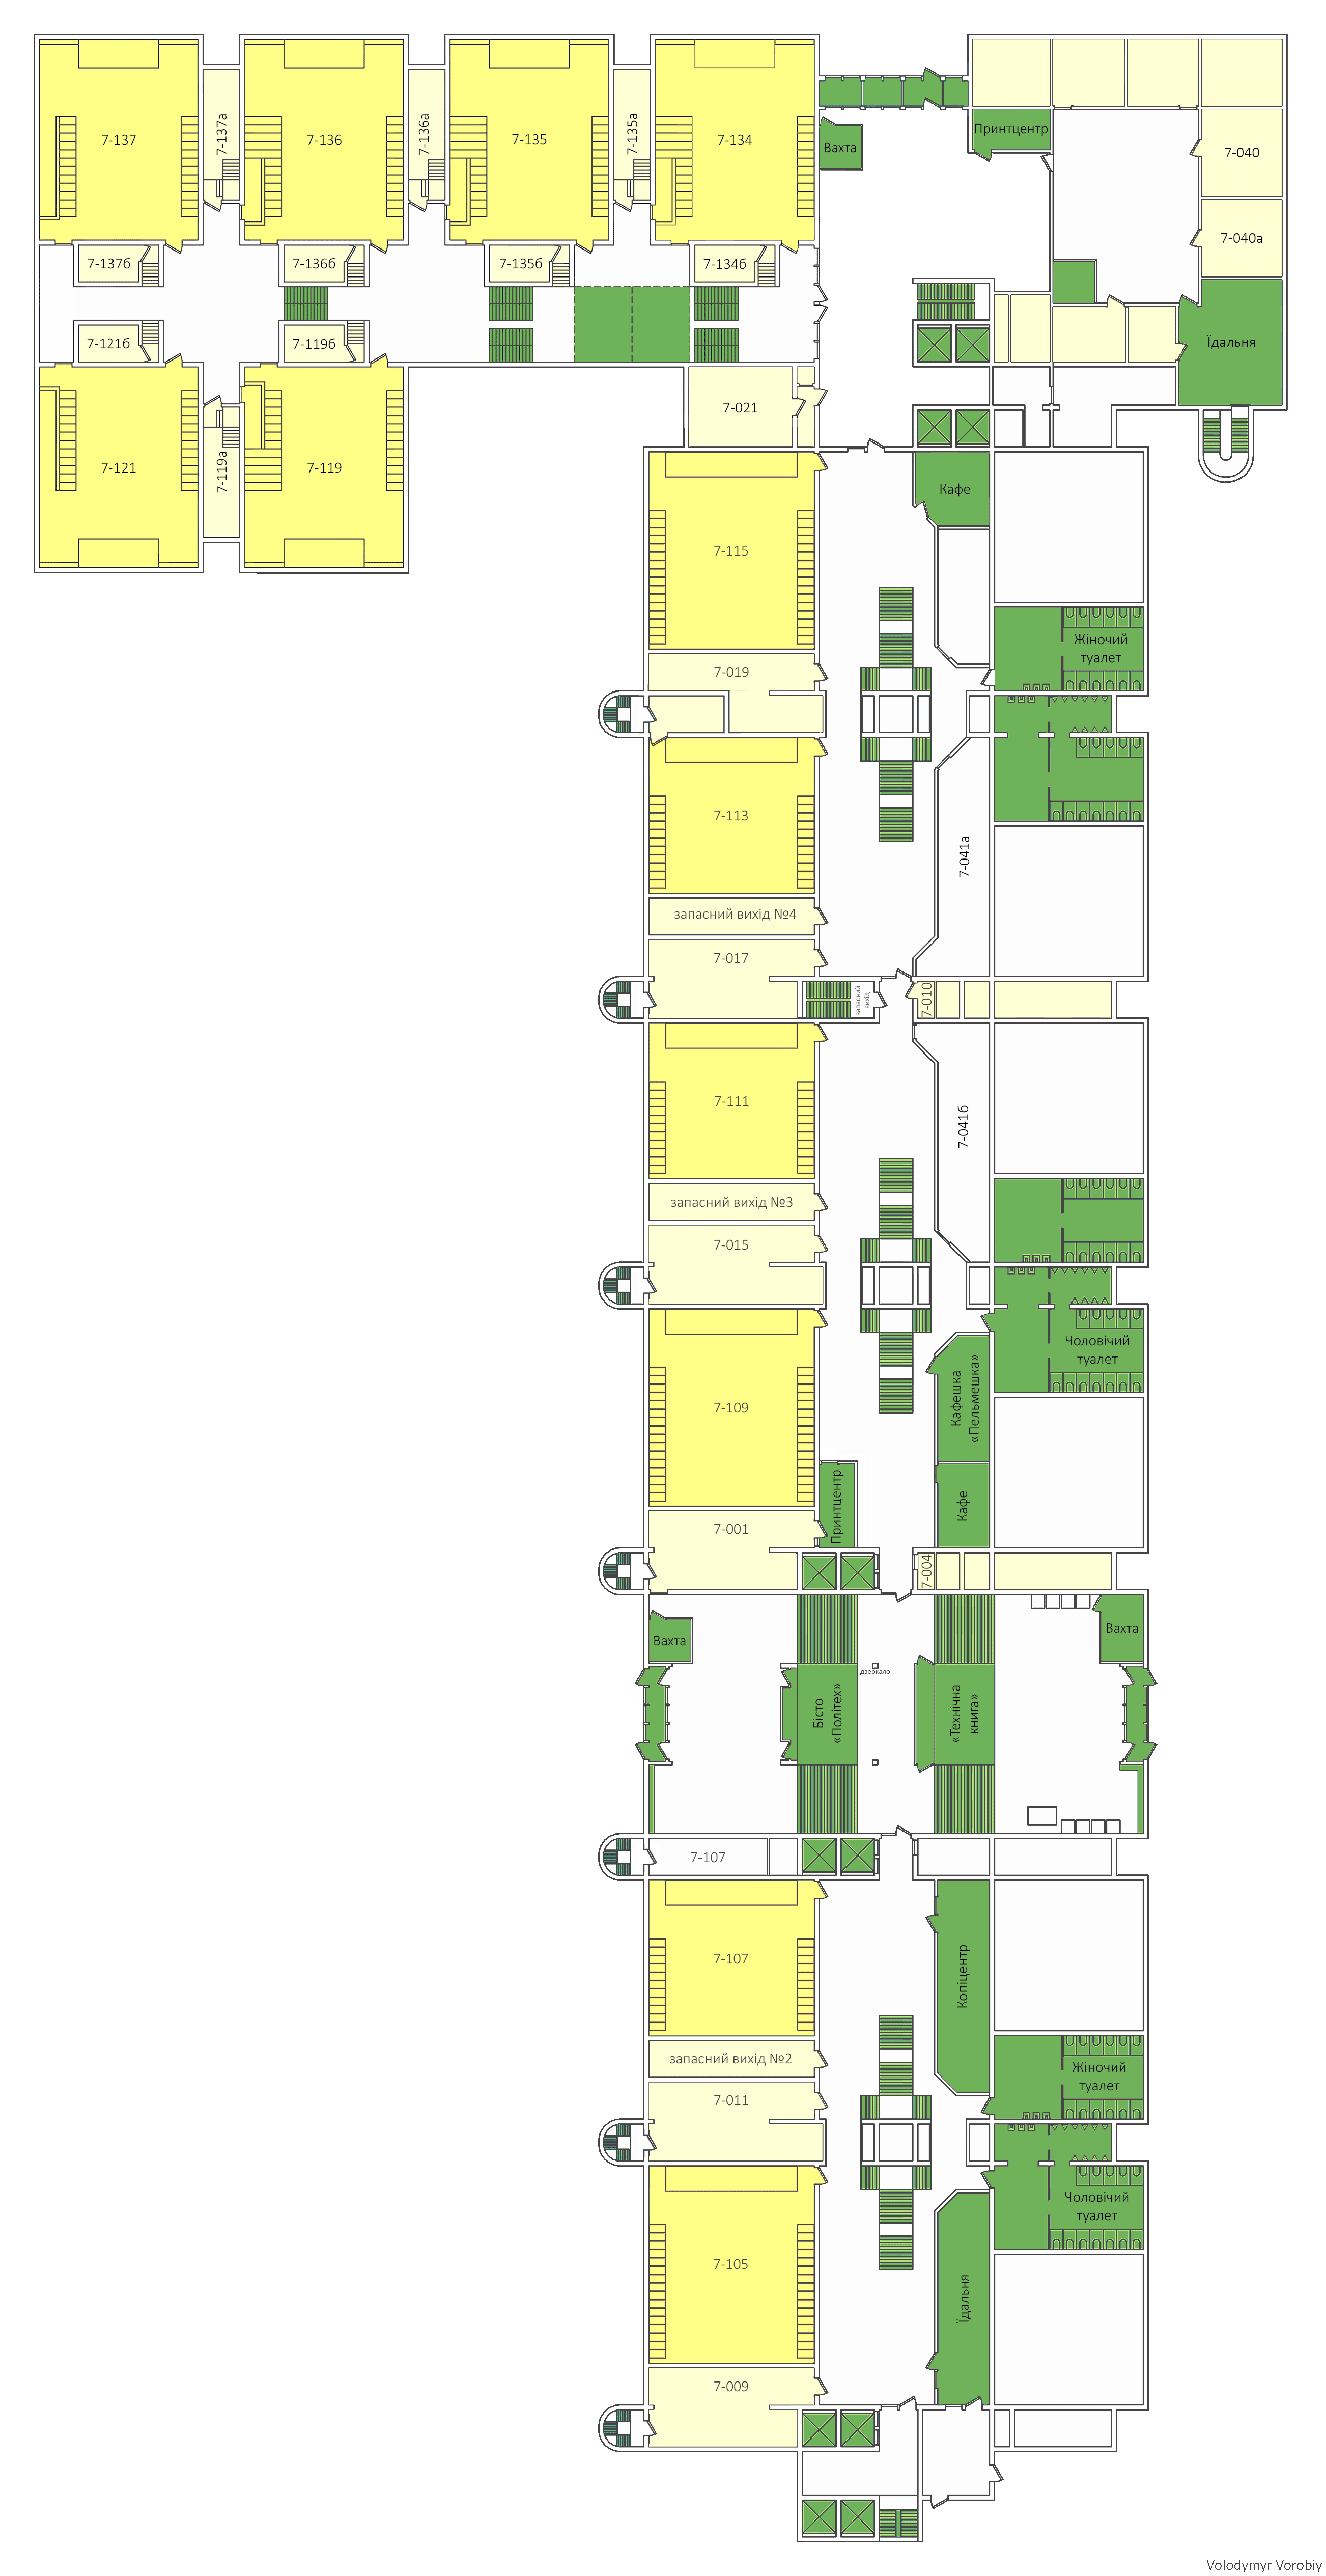 7-137
7-137а
7-136
7-136а
7-135
7-135а
7-134
Вахта
Принтцентр
7-040
7-040а
7-137б
7-136б
7-135б
7-134б
7-121б
7-119б
Їдальня
7-021
7-121
7-119а
7-119
Кафе
7-115
Жіночий
туалет
7-019
7-113
7-041а
запасний вихід №4
7-017
запасний
вихід
7-010
7-111
7-041б
запасний вихід №3
7-015
Чоловічий
туалет
Кафешка
«Пельмешка»
7-109
Принтцентр
Кафе
7-001
7-004
Вахта
Вахта
дзеркало
Бісто
«Політех»
«Технічна
книга»
7-107
7-107
Копіцентр
запасний вихід №2
Жіночий
туалет
7-011
Чоловічий
туалет
7-105
Їдальня
7-009
Volodymyr Vorobiy